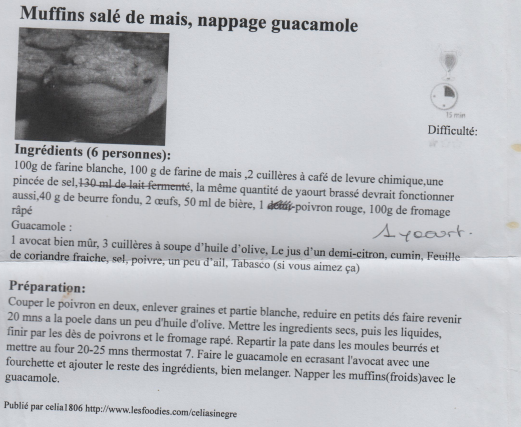 Muffins salé de mais, nappage guacamole
15 min
Difficulté:
Ingrédients (6 personnes):
100g de farine blanche, 100 g de farine de mais ,2 cuillères à café de levure chimique,une
pincée de sel,130 ml de lait fermenté, la même quantité de yaourt brassé devrait fonctionner
aussi,40 g de beurre fondu, 2 œufs, 50 ml de bière, 1 poivron rouge, 100g de fromage
râpé
1 yaourt.
Guacamole :
1 avocat bien mûr, 3 cuillères à soupe d'huile d'olive, Le jus d'un demi-citron, cumin, Feuille
de coriandre fraiche, sel, poivre, un peu d'ail, Tabasco (si vous aimez ça)
Préparation:
Couper le poivron en deux, enlever graines et partie blanche, reduire en petits dés faire revenir
20 mns a la poele dans un peu d'huile d'olive. Mettre les ingredients secs, puis les liquides,
finir par les dès de poivrons et le fromage rapé. Repartir la pate dans les moules beurrés et
mettre au four 20-25 mns thermostat 7. Faire le guacamole en ecrasant l'avocat avec une
fourchette et ajouter le reste des ingrédients, bien melanger. Napper les muffins(froids)avec le
guacamole.
Publié par celia1806 http://www.lesfoodies.com/celiasinegre